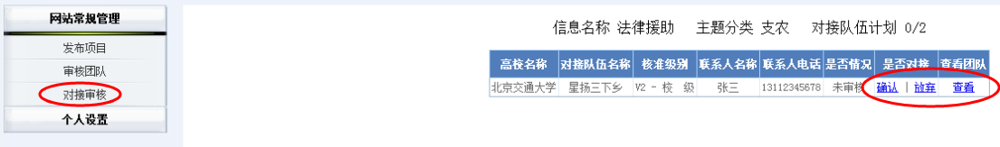 网站常规管理
发布项目
审核团队
对接审核
个人设置
信息名称 法律援助 主题分类 支农 对接队伍计划 0/2
高校名称 对接队伍名称 核准级别 联系人名称 联系人电话 是否情况 是否对接 查看团队
北京交通大学 星扬三下乡 V2 - 校 级 张三 13112345678 未审核 确认 | 放弃 查看